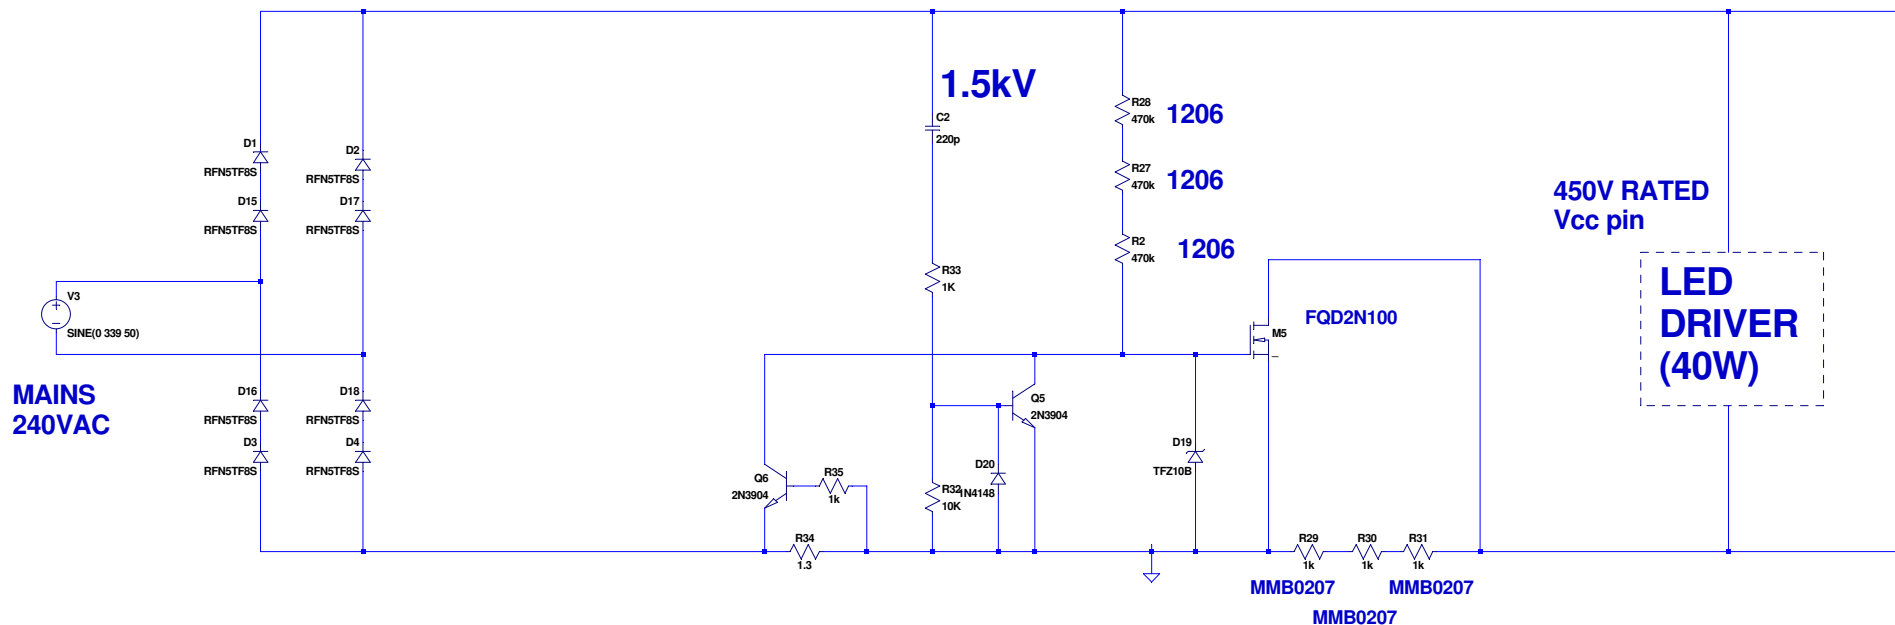 1.5kV
C2
220p
R28
470k
1206
R27
470k
1206
R2
470k
1206
D1
RFN5TF8S
D2
RFN5TF8S
D15
RFN5TF8S
D17
RFN5TF8S
450V RATED
Vcc pin
R33
1K
V3
SINE(0 339 50)
FQD2N100
M5
LED
DRIVER
(40W)
MAINS
240VAC
D16
RFN5TF8S
D18
RFN5TF8S
D3
RFN5TF8S
D4
RFN5TF8S
Q5
2N3904
D19
TFZ10B
Q6
2N3904
R35
1k
D20
1N4148
R32
10K
R34
1.3
R29
1k
R30
1k
R31
1k
MMB0207
MMB0207
MMB0207